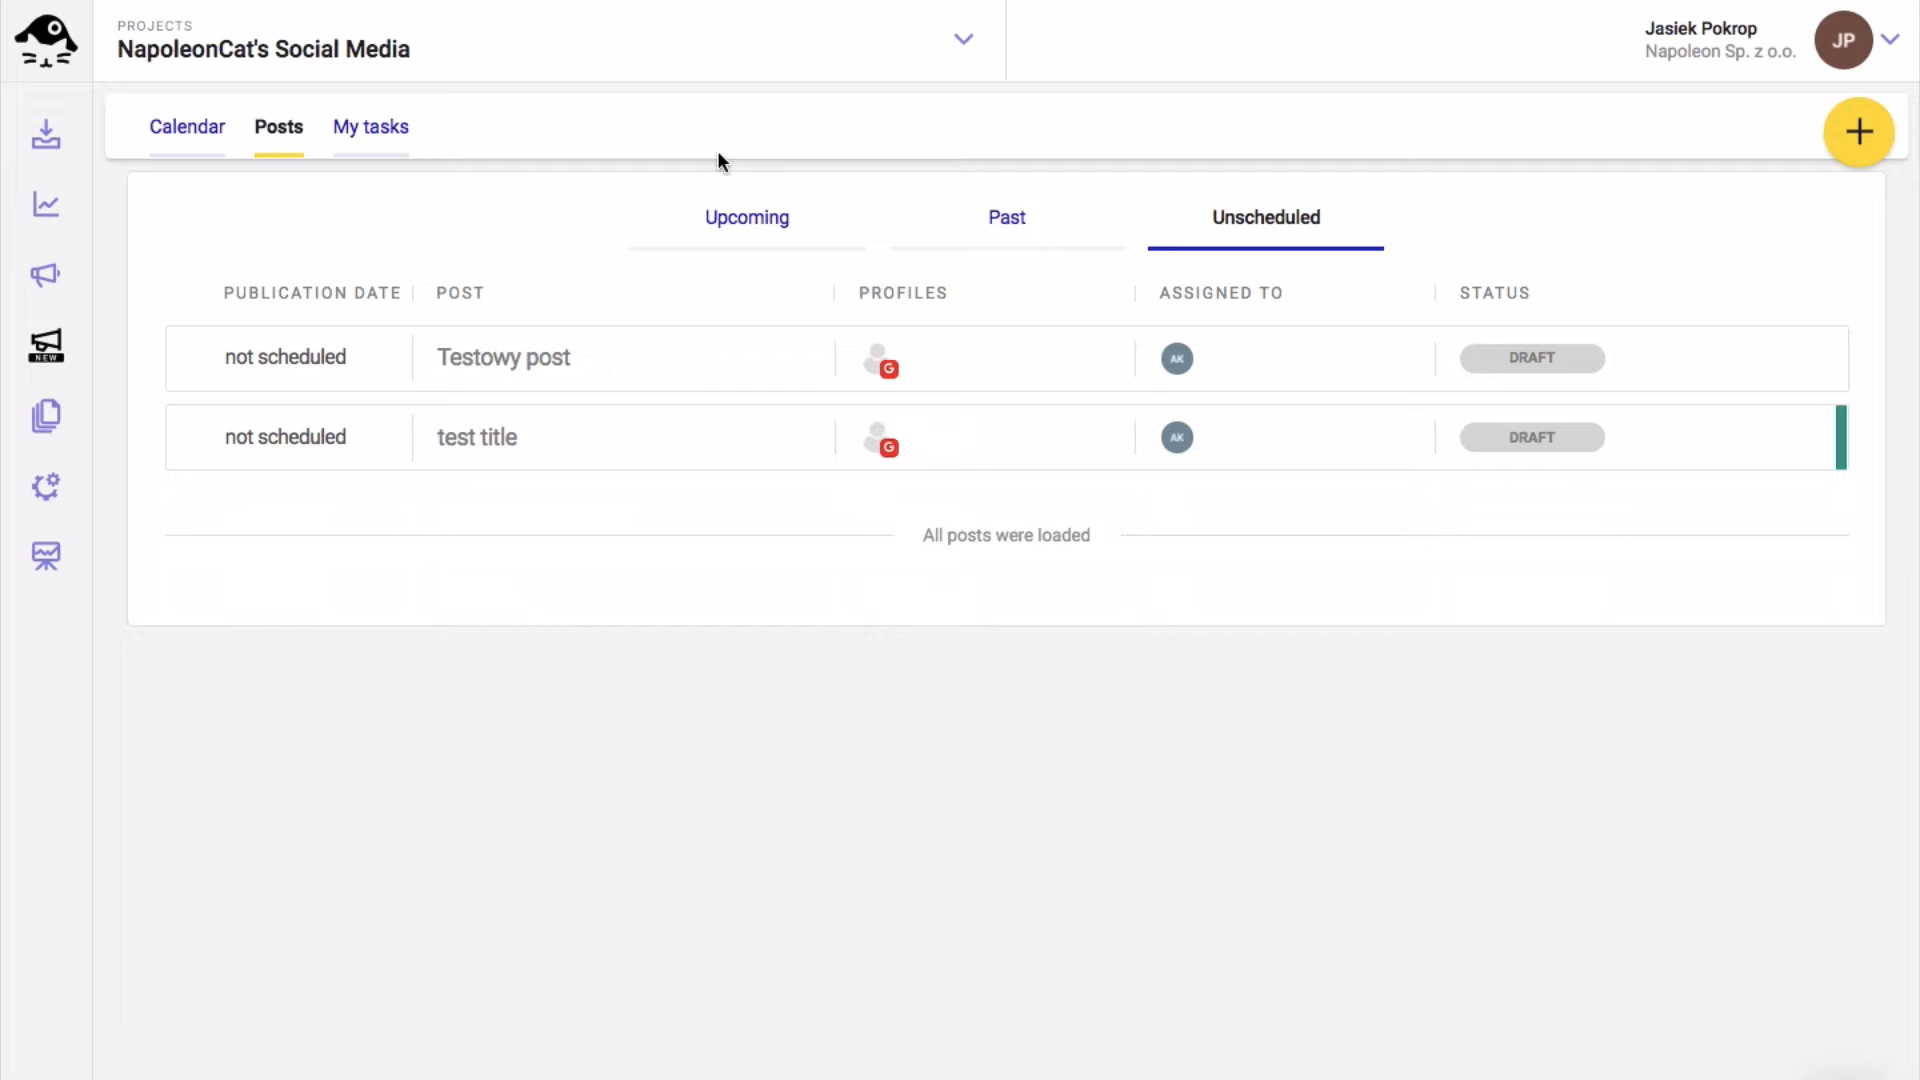 PROJECTS
NapoleonCat's Social Media
Jasiek Pokrop
Napoleon Sp. z o.o.
JP
Calendar Posts My tasks
Upcoming Past Unscheduled
PUBLICATION DATE POST PROFILES ASSIGNED TO STATUS
NEW
not scheduled Testowy post G AK DRAFT
not scheduled test title G AK DRAFT
All posts were loaded